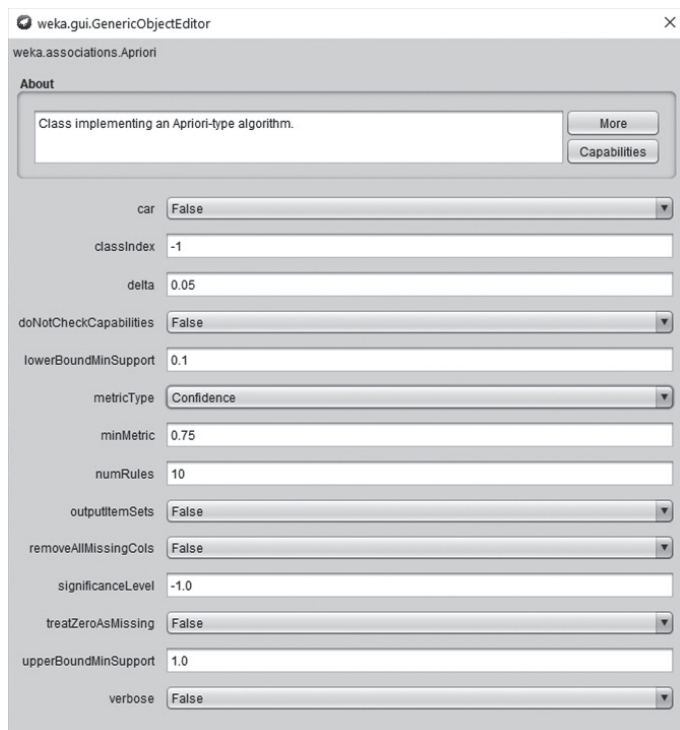 weka.gui.GenericObjectEditor
weka.associations.Apriori
About
Class implementing an Apriori-type algorithm.
More
Capabilities
car False
classIndex -1
delta 0.05
doNotCheckCapabilities False
lowerBoundMinSupport 0.1
metricType Confidence
minMetric 0.75
numRules 10
outputItemSets False
removeAllMissingCols False
significanceLevel -1.0
treatZeroAsMissing False
upperBoundMinSupport 1.0
verbose False